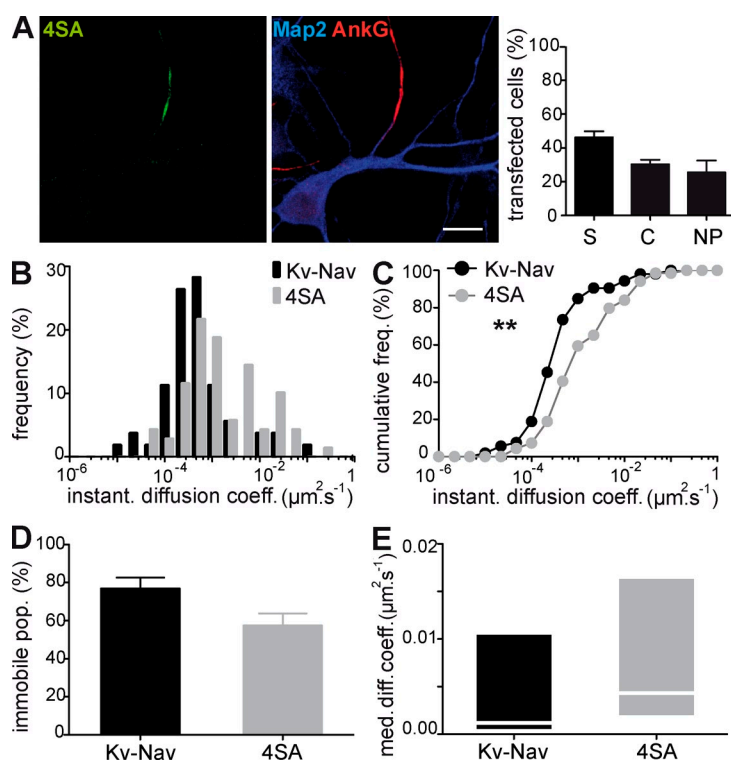 A
4SA
Map2 AnkG
transfected cells (%)
100
80
60
40
20
0
S C NP
B
Kv-Nav
4SA
frequency (%)
30
20
10
0
10⁻⁶ 10⁻⁴ 10⁻² 1
instant. diffusion coeff. (µm².s⁻¹)
C
Kv-Nav
4SA
**
cumulative freq. (%)
100
80
60
40
20
0
10⁻⁶ 10⁻⁴ 10⁻² 1
instant. diffusion coeff. (µm².s⁻¹)
D
immobile pop. (%)
100
80
60
40
20
0
Kv-Nav 4SA
E
med. diff. coeff. (µm².s⁻¹)
0.02
0.01
0.00
Kv-Nav 4SA